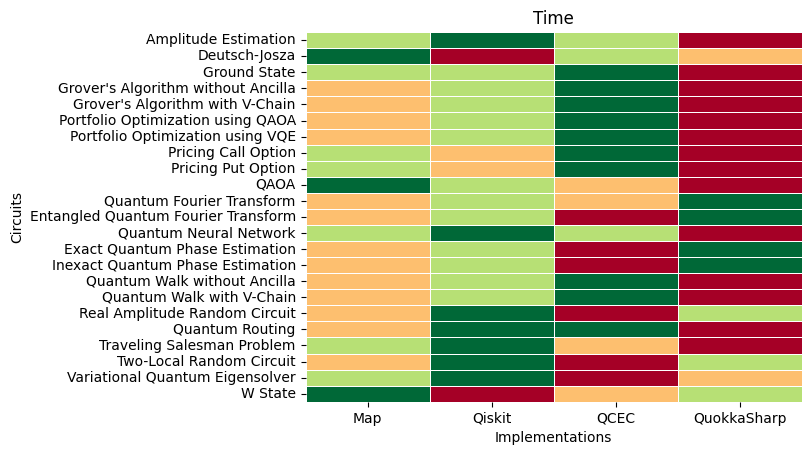 Time
Circuits
Amplitude Estimation
Deutsch-Josza
Ground State
Grover's Algorithm without Ancilla
Grover's Algorithm with V-Chain
Portfolio Optimization using QAOA
Portfolio Optimization using VQE
Pricing Call Option
Pricing Put Option
QAOA
Quantum Fourier Transform
Entangled Quantum Fourier Transform
Quantum Neural Network
Exact Quantum Phase Estimation
Inexact Quantum Phase Estimation
Quantum Walk without Ancilla
Quantum Walk with V-Chain
Real Amplitude Random Circuit
Quantum Routing
Traveling Salesman Problem
Two-Local Random Circuit
Variational Quantum Eigensolver
W State
Map Qiskit QCEC QuokkaSharp
Implementations